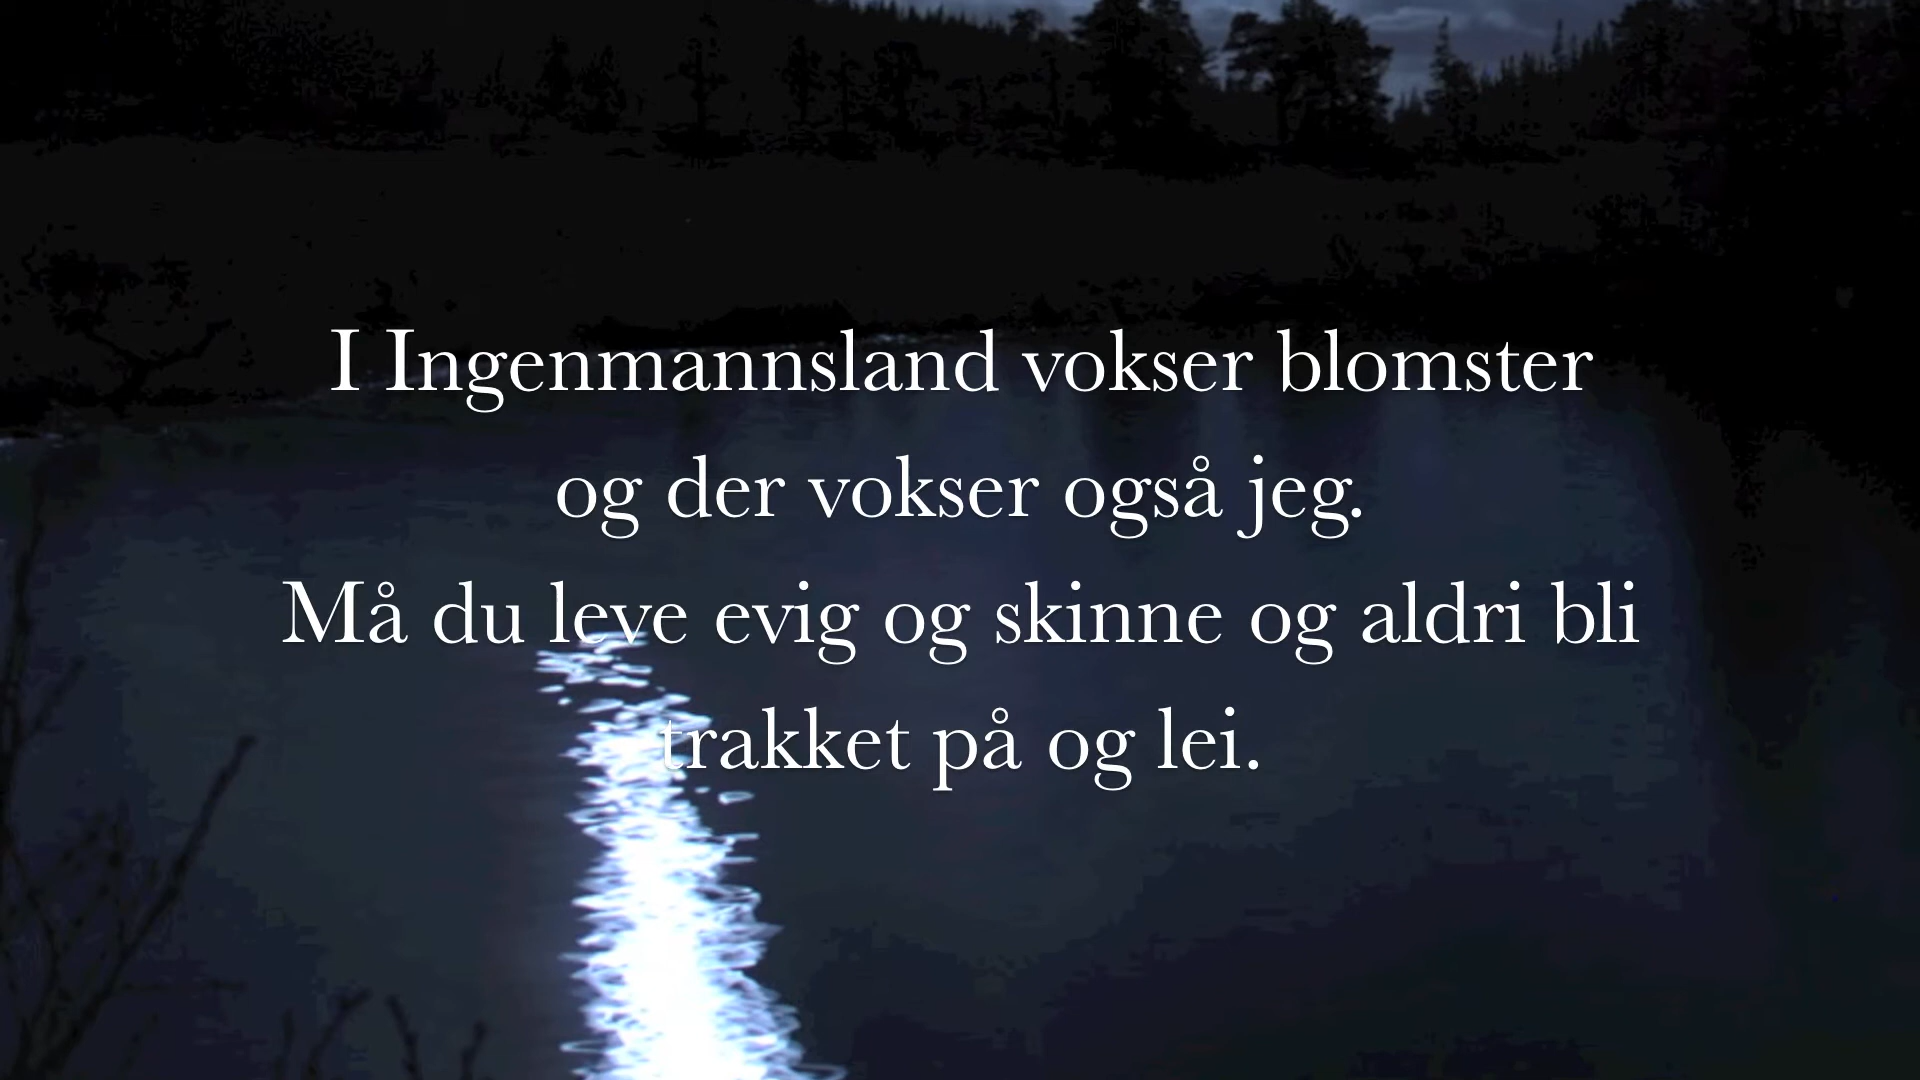 I Ingenmannsland vokser blomster
og der vokser også jeg.
Må du leve evig og skinne og aldri bli
trakket på og lei.